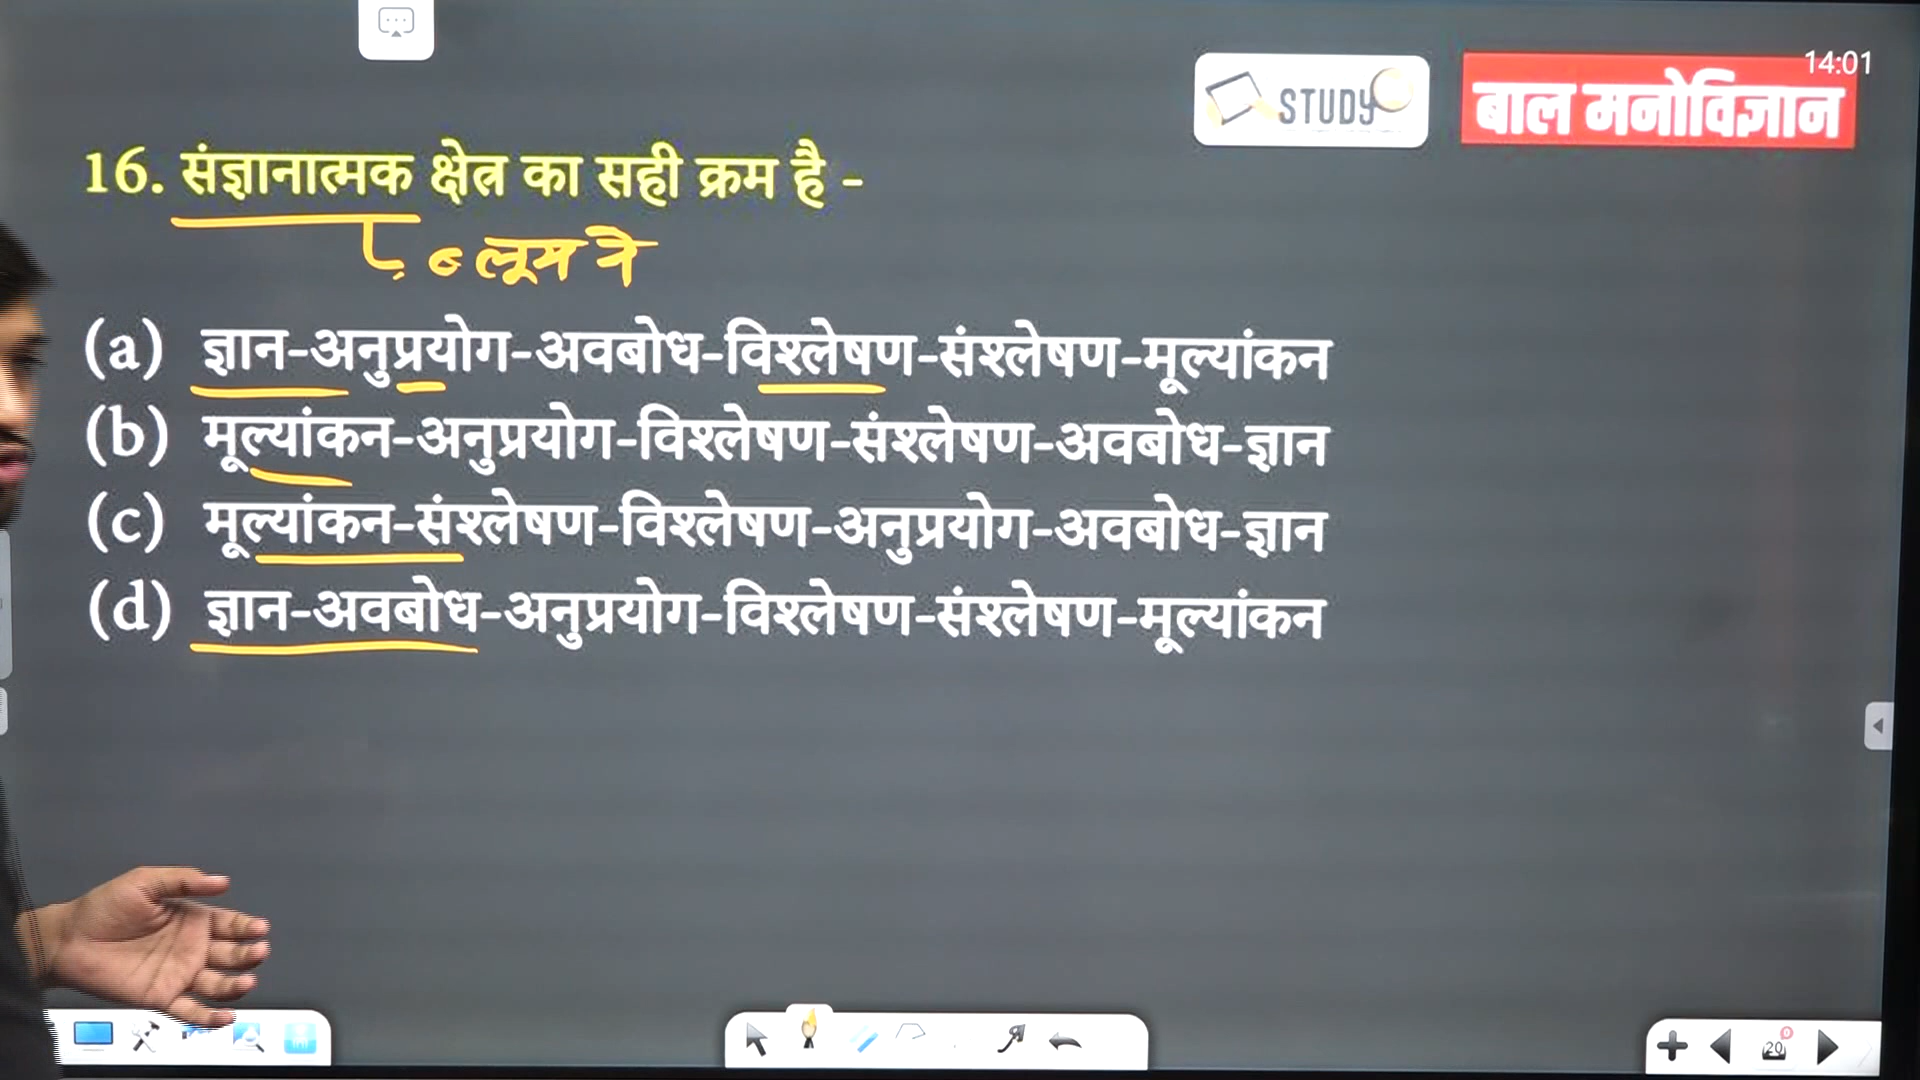 14:01
STUDY
बाल मनोविज्ञान
16. संज्ञानात्मक क्षेत्र का सही क्रम है -
ब्लूम ने
(a) ज्ञान-अनुप्रयोग-अवबोध-विश्लेषण-संश्लेषण-मूल्यांकन
(b) मूल्यांकन-अनुप्रयोग-विश्लेषण-संश्लेषण-अवबोध-ज्ञान
(c) मूल्यांकन-संश्लेषण-विश्लेषण-अनुप्रयोग-अवबोध-ज्ञान
(d) ज्ञान-अवबोध-अनुप्रयोग-विश्लेषण-संश्लेषण-मूल्यांकन
20